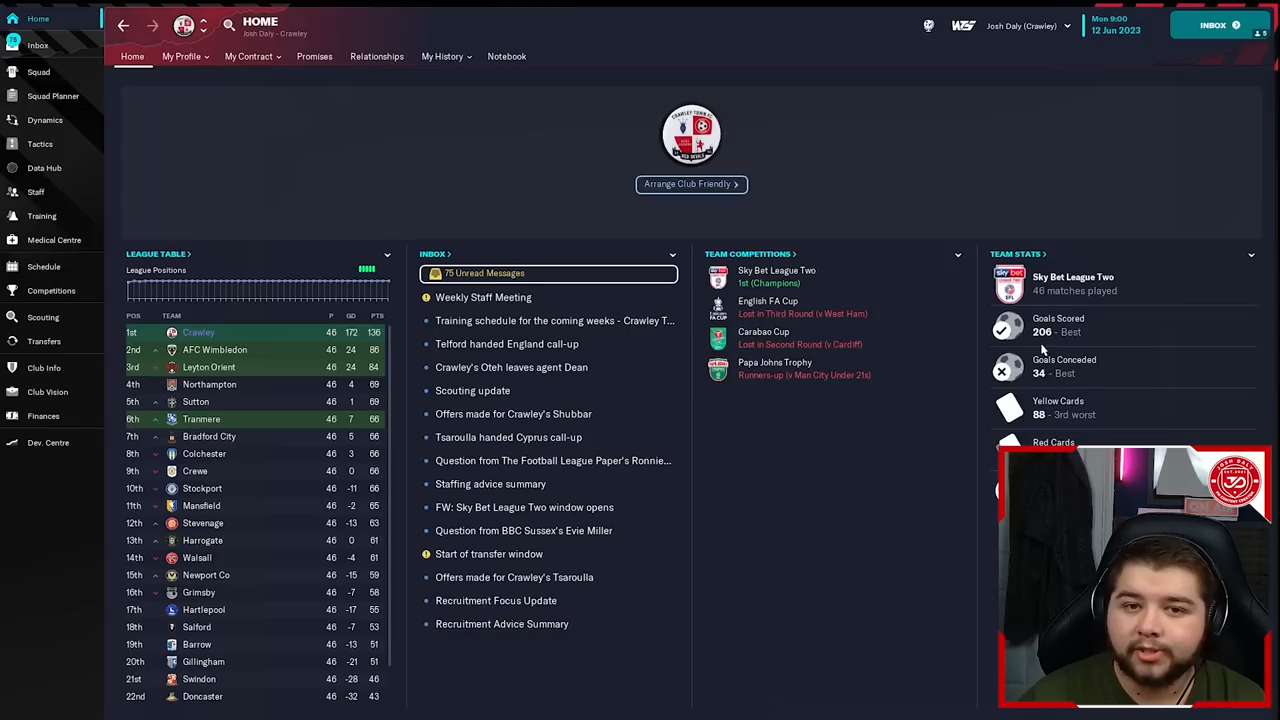 Home
75
Inbox
Squad
Squad Planner
Dynamics
Tactics
Data Hub
Staff
Training
Medical Centre
Schedule
Competitions
Scouting
Transfers
Club Info
Club Vision
Finances
Dev. Centre
HOME
Josh Daly - Crawley
Josh Daly (Crawley)
Mon 9:00
12 Jun 2023
INBOX
5
Home My Profile My Contract Promises Relationships My History Notebook
CRAWLEY TOWN FC
RED DEVILS
Arrange Club Friendly
LEAGUE TABLE
League Positions
POS TEAM P GD PTS
1st Crawley 46 172 136
2nd AFC Wimbledon 46 24 86
3rd Leyton Orient 46 24 84
4th Northampton 46 4 69
5th Sutton 46 1 69
6th Tranmere 46 7 66
7th Bradford City 46 5 66
8th Colchester 46 3 66
9th Crewe 46 0 66
10th Stockport 46 -11 66
11th Mansfield 46 -2 65
12th Stevenage 46 -13 63
13th Harrogate 46 0 61
14th Walsall 46 -4 61
15th Newport Co 46 -15 59
16th Grimsby 46 -7 58
17th Hartlepool 46 -17 55
18th Salford 46 -7 53
19th Barrow 46 -13 51
20th Gillingham 46 -21 51
21st Swindon 46 -28 46
22nd Doncaster 46 -32 43
INBOX
75 Unread Messages
Weekly Staff Meeting
Training schedule for the coming weeks - Crawley T...
Telford handed England call-up
Crawley's Oteh leaves agent Dean
Scouting update
Offers made for Crawley's Shubbar
Tsaroulla handed Cyprus call-up
Question from The Football League Paper's Ronnie...
Staffing advice summary
FW: Sky Bet League Two window opens
Question from BBC Sussex's Evie Miller
Start of transfer window
Offers made for Crawley's Tsaroulla
Recruitment Focus Update
Recruitment Advice Summary
TEAM COMPETITIONS
Sky Bet League Two
1st (Champions)
English FA Cup
Lost in Third Round (v West Ham)
Carabao Cup
Lost in Second Round (v Cardiff)
Papa Johns Trophy
Runners-up (v Man City Under 21s)
TEAM STATS
sky bet
EFL
Sky Bet League Two
46 matches played
Goals Scored
206 - Best
Goals Conceded
34 - Best
Yellow Cards
88 - 3rd worst
Red Cards
JOSH DALY
JD
ON AIR